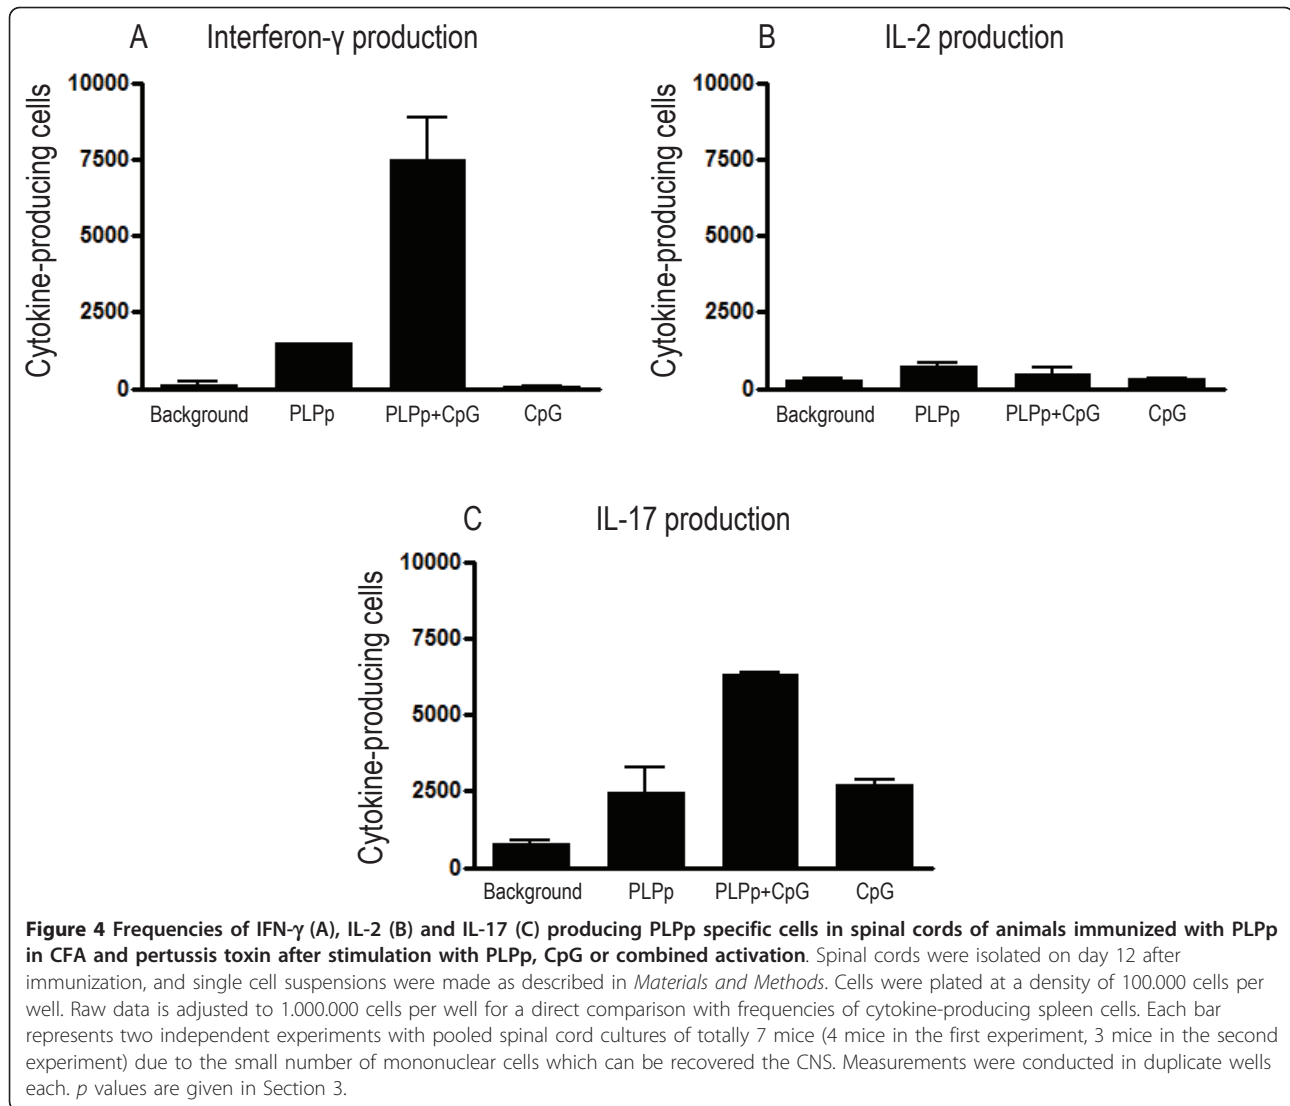 A Interferon-γ production
Cytokine-producing cells
10000
7500
5000
2500
0
Background PLPp PLPp+CpG CpG
B IL-2 production
Cytokine-producing cells
10000
7500
5000
2500
0
Background PLPp PLPp+CpG CpG
C IL-17 production
Cytokine-producing cells
10000
7500
5000
2500
0
Background PLPp PLPp+CpG CpG
Figure 4 Frequencies of IFN-γ (A), IL-2 (B) and IL-17 (C) producing PLPp specific cells in spinal cords of animals immunized with PLPp
in CFA and pertussis toxin after stimulation with PLPp, CpG or combined activation. Spinal cords were isolated on day 12 after
immunization, and single cell suspensions were made as described in Materials and Methods. Cells were plated at a density of 100.000 cells per
well. Raw data is adjusted to 1.000.000 cells per well for a direct comparison with frequencies of cytokine-producing spleen cells. Each bar
represents two independent experiments with pooled spinal cord cultures of totally 7 mice (4 mice in the first experiment, 3 mice in the second
experiment) due to the small number of mononuclear cells which can be recovered the CNS. Measurements were conducted in duplicate wells
each. p values are given in Section 3.